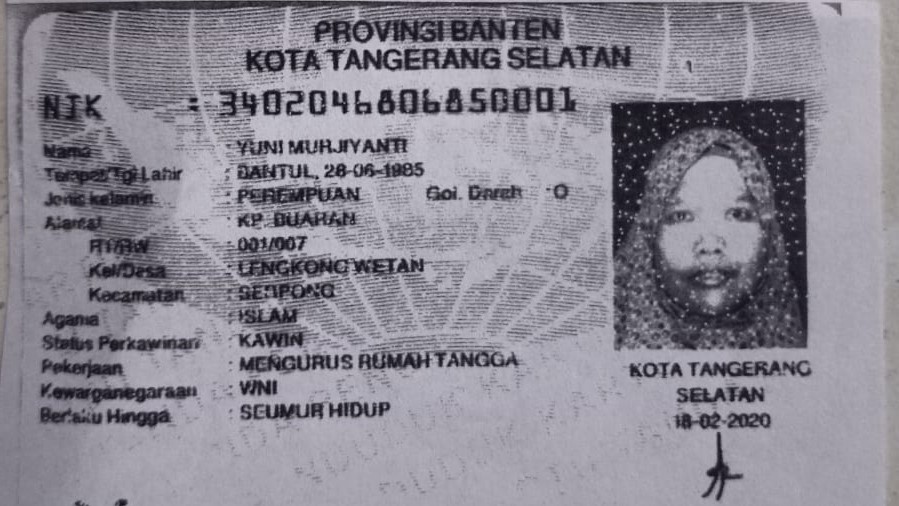 PROVINSI BANTEN
KOTA TANGERANG SELATAN
NIK : 3402046806850001
Nama : YUNI MURJIYANTI
Tempat/Tgl Lahir : BANTUL, 28-06-1985
Jenis kelamin : PEREMPUAN Gol. Darah : O
Alamat : KP. BUARAN
RT/RW : 001/007
Kel/Desa : LENGKONG WETAN
Kecamatan : SERPONG
Agama : ISLAM
Status Perkawinan : KAWIN
Pekerjaan : MENGURUS RUMAH TANGGA
Kewarganegaraan : WNI
Berlaku Hingga : SEUMUR HIDUP
KOTA TANGERANG
SELATAN
18-02-2020